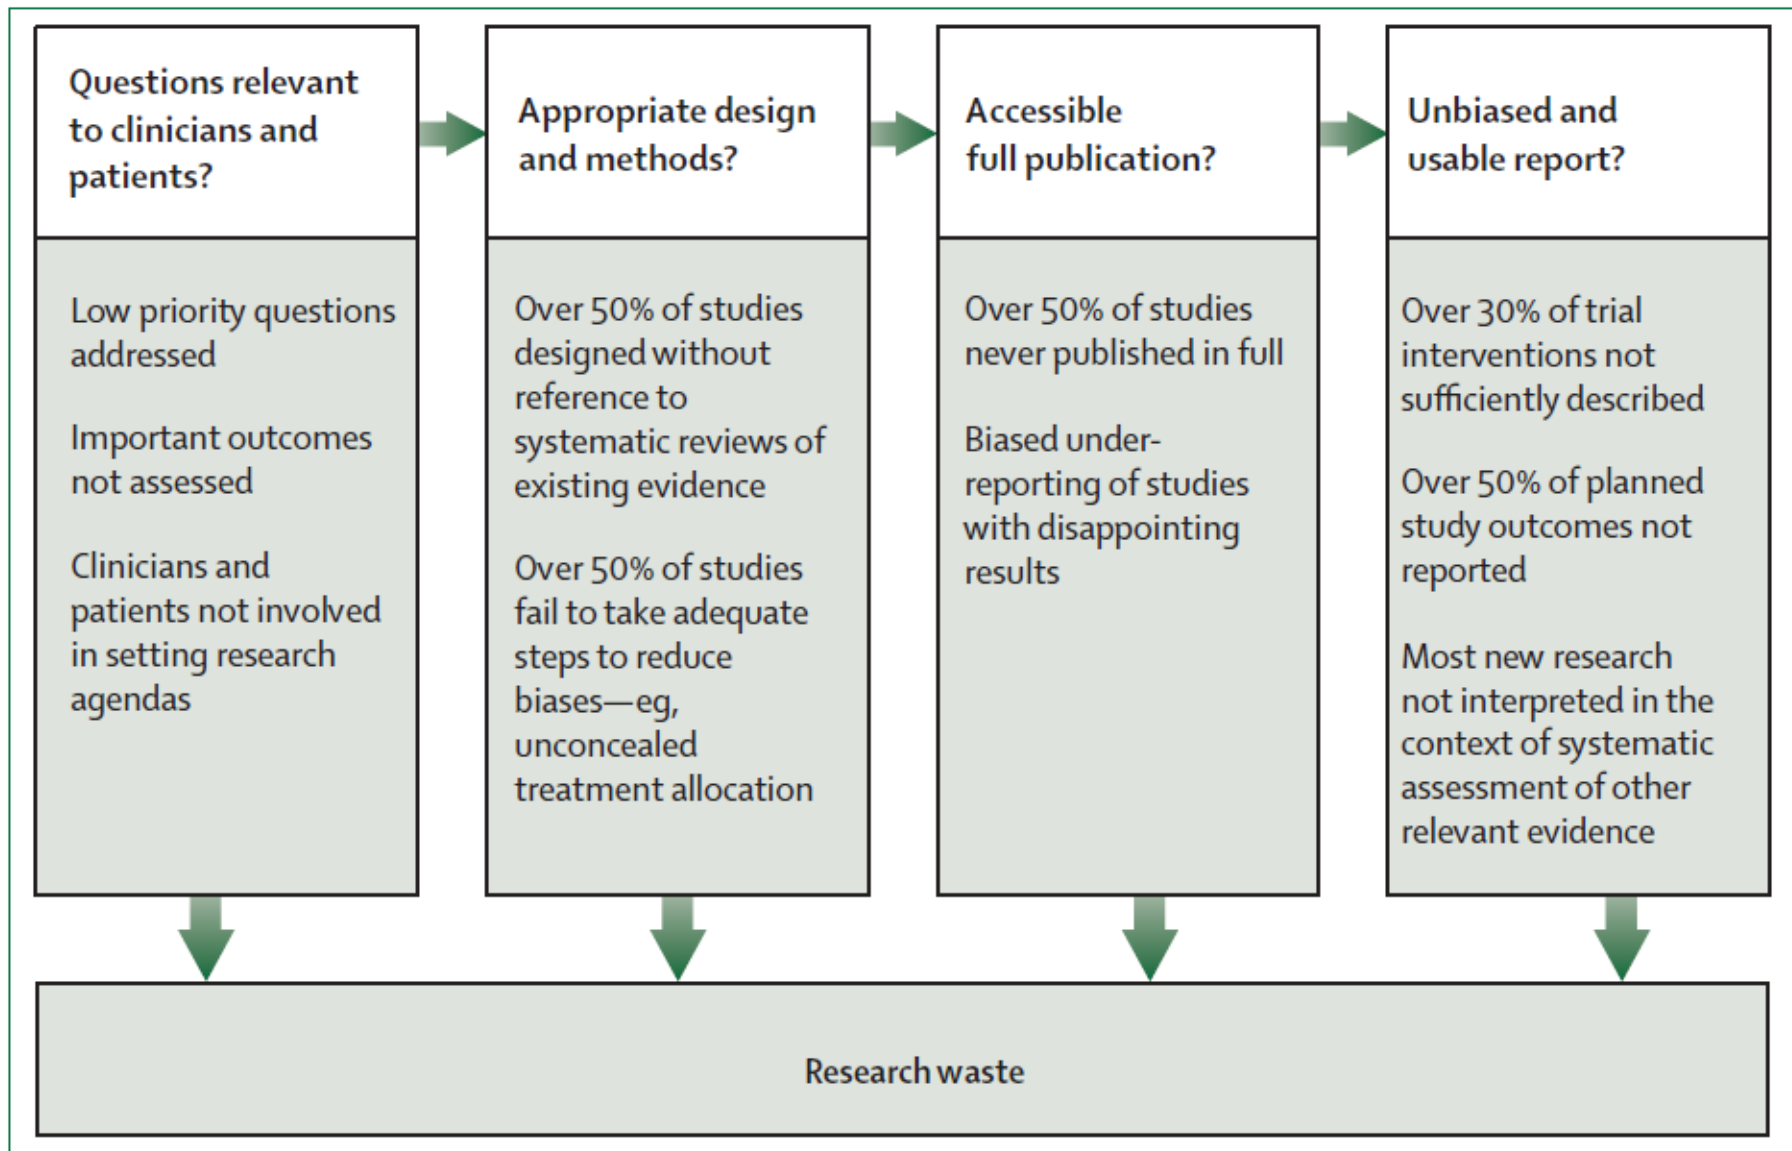 Questions relevant
to clinicians and
patients?
Low priority questions
addressed
Important outcomes
not assessed
Clinicians and
patients not involved
in setting research
agendas
Appropriate design
and methods?
Over 50% of studies
designed without
reference to
systematic reviews of
existing evidence
Over 50% of studies
fail to take adequate
steps to reduce
biases—eg,
unconcealed
treatment allocation
Accessible
full publication?
Over 50% of studies
never published in full
Biased under-
reporting of studies
with disappointing
results
Unbiased and
usable report?
Over 30% of trial
interventions not
sufficiently described
Over 50% of planned
study outcomes not
reported
Most new research
not interpreted in the
context of systematic
assessment of other
relevant evidence
Research waste